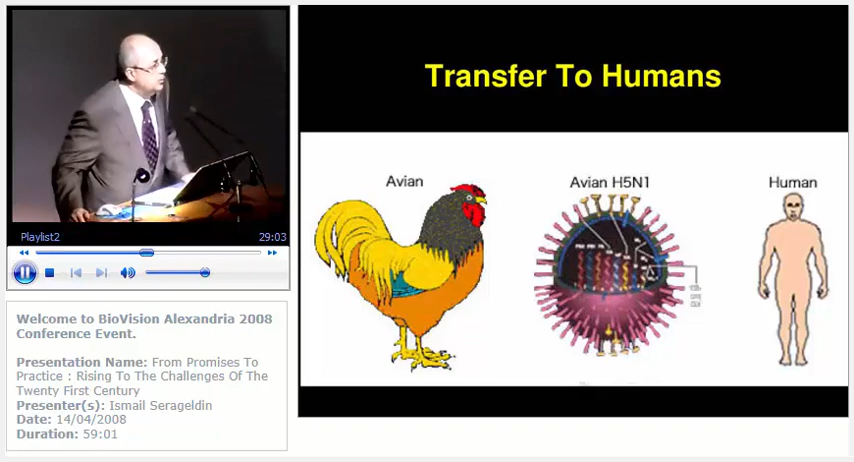 Playlist2 29:03
Welcome to BioVision Alexandria 2008
Conference Event.
Presentation Name: From Promises To
Practice : Rising To The Challenges Of The
Twenty First Century
Presenter(s): Ismail Serageldin
Date: 14/04/2008
Duration: 59:01
Transfer To Humans
Avian
Avian H5N1
Human